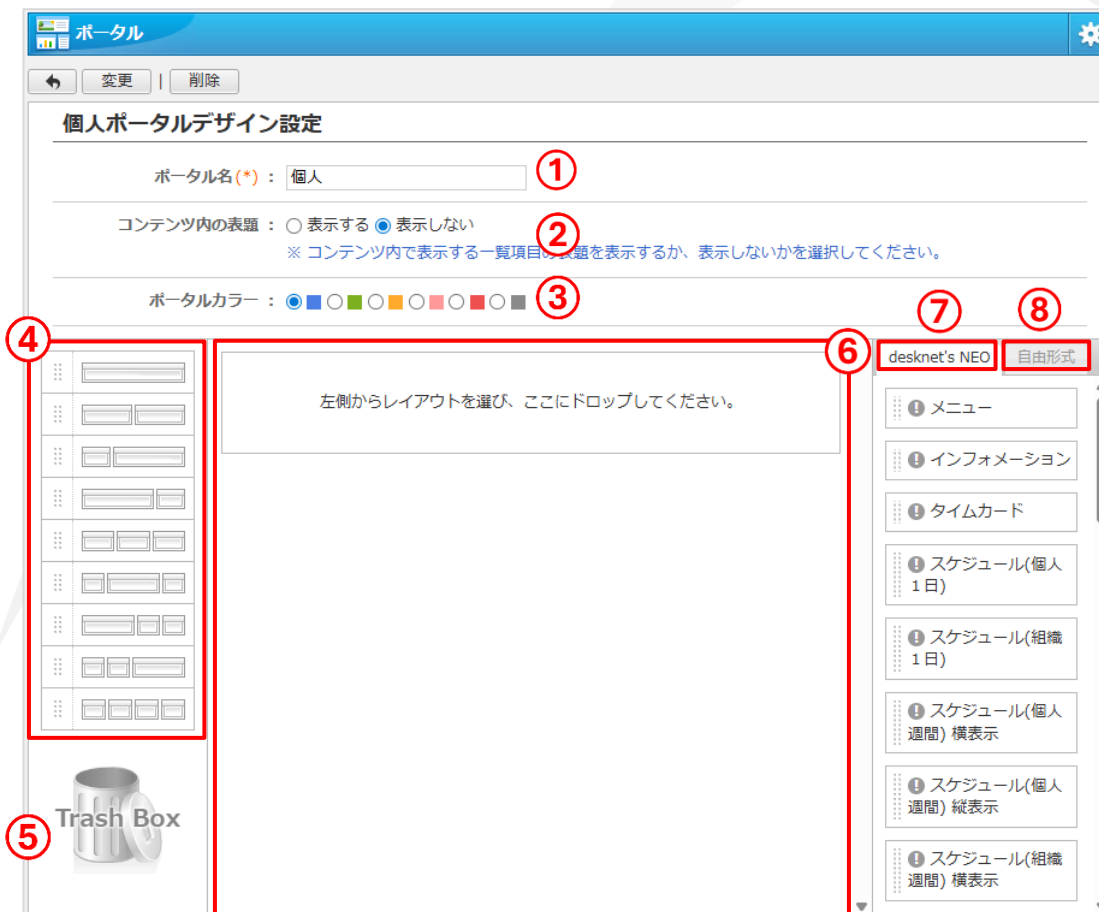 ポータル
変更 | 削除
個人ポータルデザイン設定
ポータル名(*) : 個人 ①
コンテンツ内の表題 : 表示する 表示しない
②
※ コンテンツ内で表示する一覧項目の表題を表示するか、表示しないかを選択してください。
ポータルカラー : ③
④
⑥
⑦
⑧
desknet's NEO 自由形式
左側からレイアウトを選び、ここにドロップしてください。
メニュー
インフォメーション
タイムカード
スケジュール(個人
1日)
スケジュール(組織
1日)
スケジュール(個人
週間) 横表示
スケジュール(個人
週間) 縦表示
スケジュール(組織
週間) 横表示
Trash Box
⑤